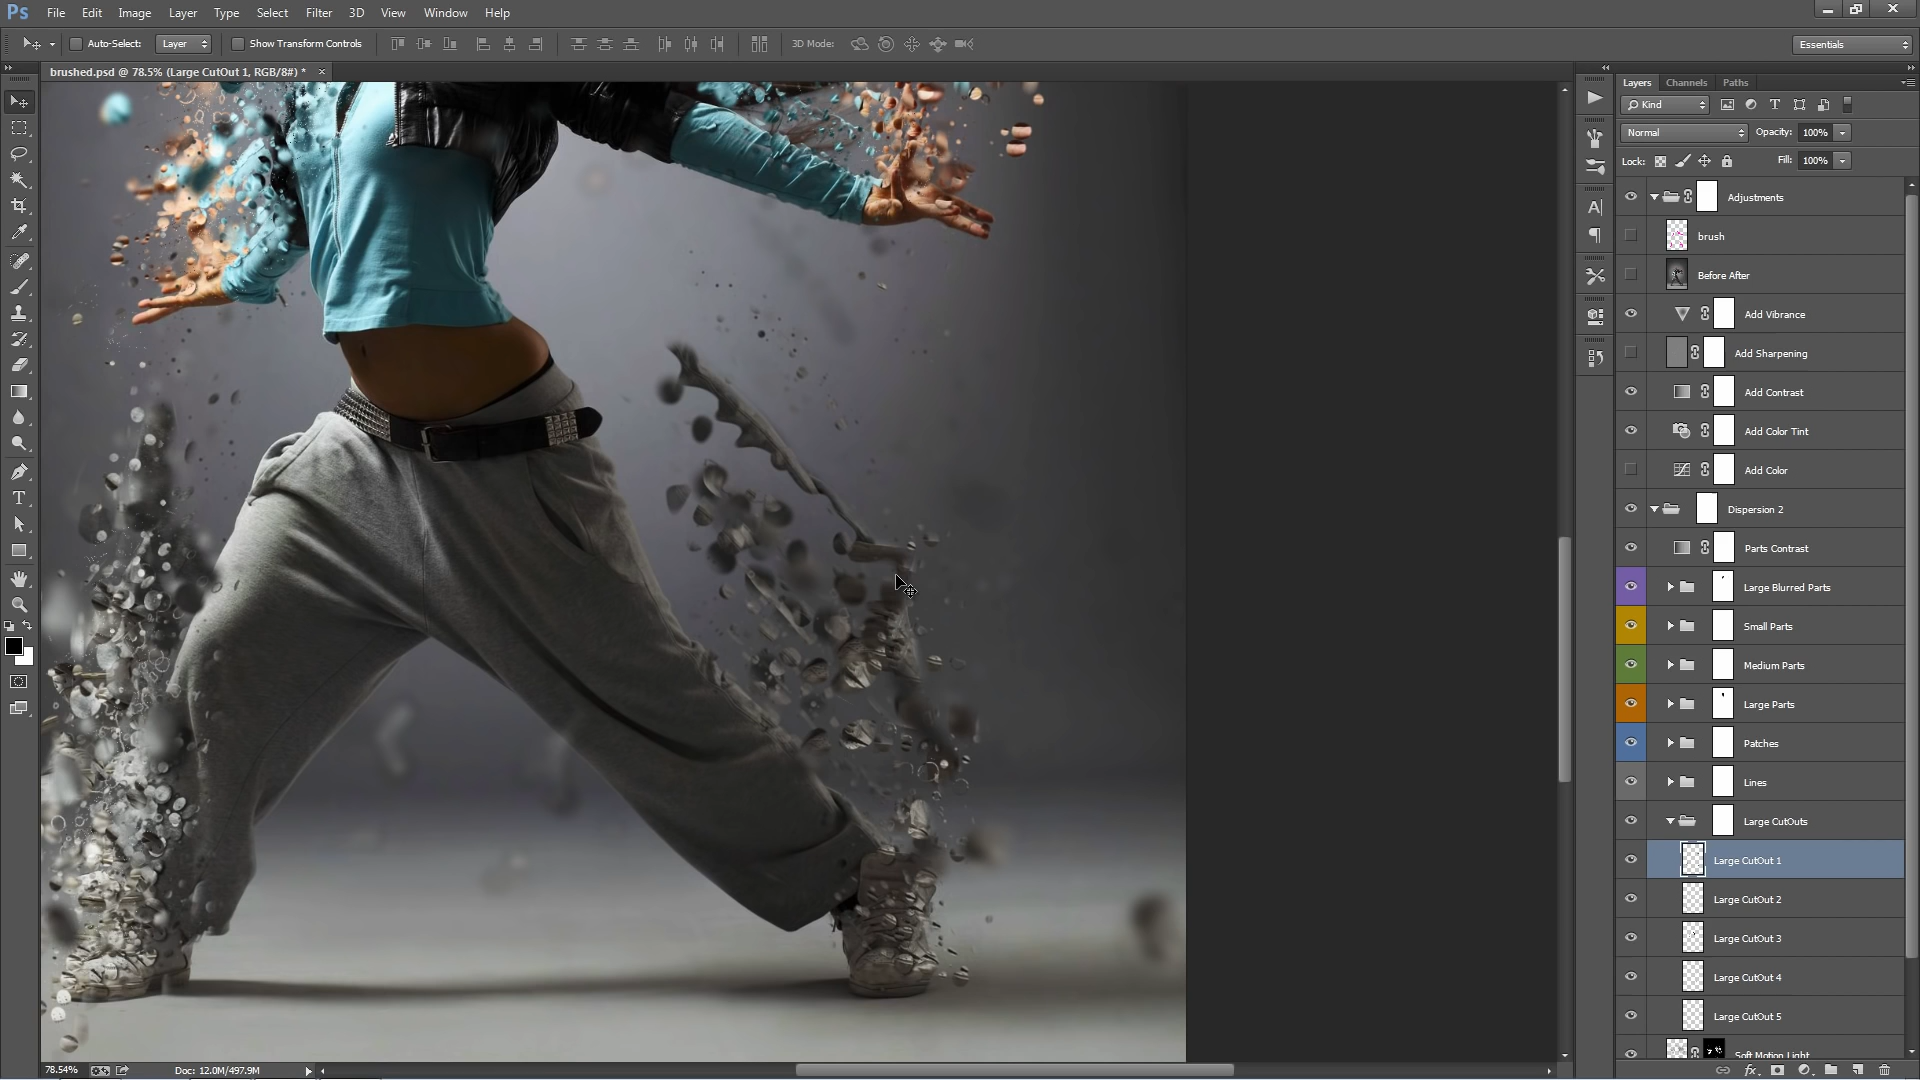 Ps File Edit Image Layer Type Select Filter 3D View Window Help
Auto-Select: Layer Show Transform Controls 3D Mode: Essentials
brushed.psd @ 78.5% (Large CutOut 1, RGB/8#) * ×
Layers Channels Paths
Kind
Normal Opacity: 100%
Lock: Fill: 100%
Adjustments
brush
Before After
Add Vibrance
Add Sharpening
Add Contrast
Add Color Tint
Add Color
Dispersion 2
Parts Contrast
Large Blurred Parts
Small Parts
Medium Parts
Large Parts
Patches
Lines
Large CutOuts
Large CutOut 1
Large CutOut 2
Large CutOut 3
Large CutOut 4
Large CutOut 5
Soft Motion Light
78.54% Doc: 12.0M/497.9M fx